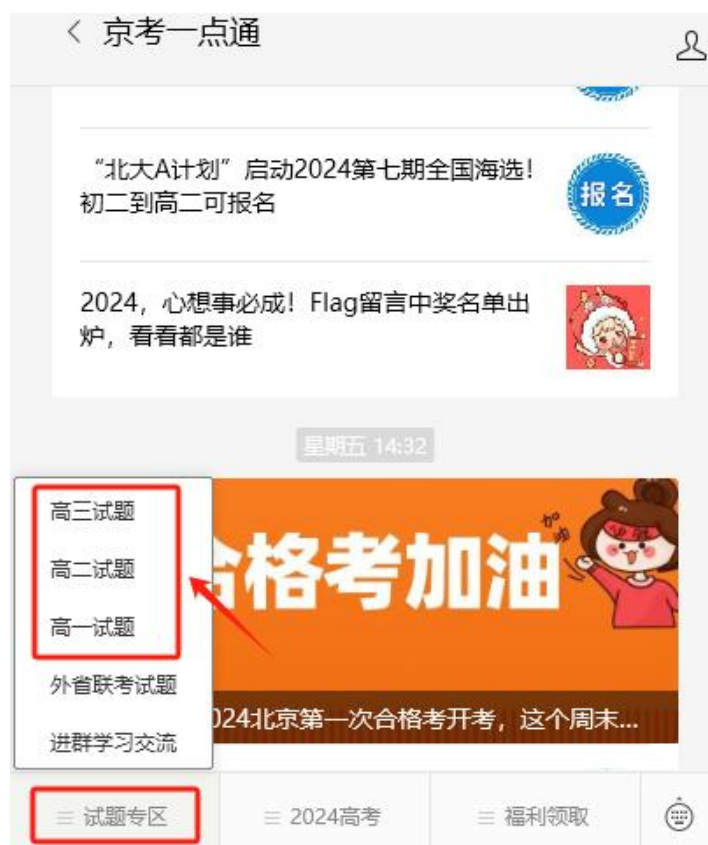 京考一点通
“北大A计划”启动2024第七期全国海选！
初二到高二可报名
报名
2024，心想事必成！Flag留言中奖名单出
炉，看看都是谁
星期五 14:32
高三试题
高二试题
高一试题
外省联考试题
进群学习交流
格考加油
加油
024北京第一次合格考开考，这个周末...
试题专区
2024高考
福利领取